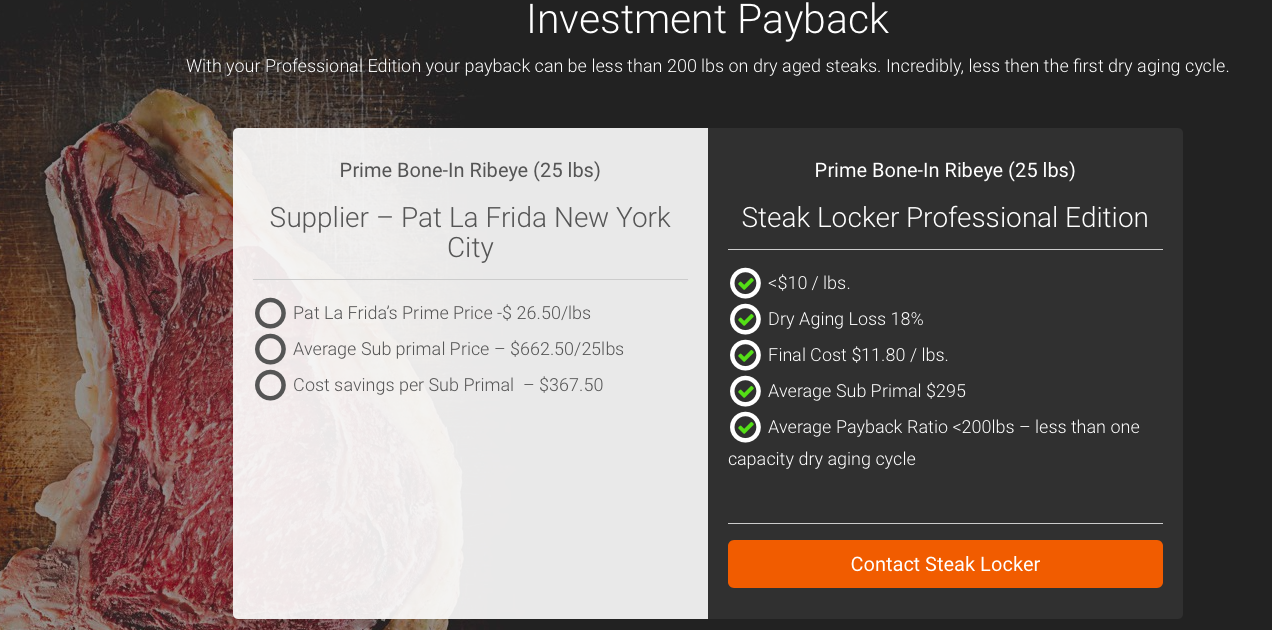 Investment Payback
With your Professional Edition your payback can be less than 200 lbs on dry aged steaks. Incredibly, less then the first dry aging cycle.
Prime Bone-In Ribeye (25 lbs)
Supplier – Pat La Frida New York
City
Pat La Frida’s Prime Price -$ 26.50/lbs
Average Sub primal Price – $662.50/25lbs
Cost savings per Sub Primal – $367.50
Prime Bone-In Ribeye (25 lbs)
Steak Locker Professional Edition
<$10 / lbs.
Dry Aging Loss 18%
Final Cost $11.80 / lbs.
Average Sub Primal $295
Average Payback Ratio <200lbs – less than one
capacity dry aging cycle
Contact Steak Locker